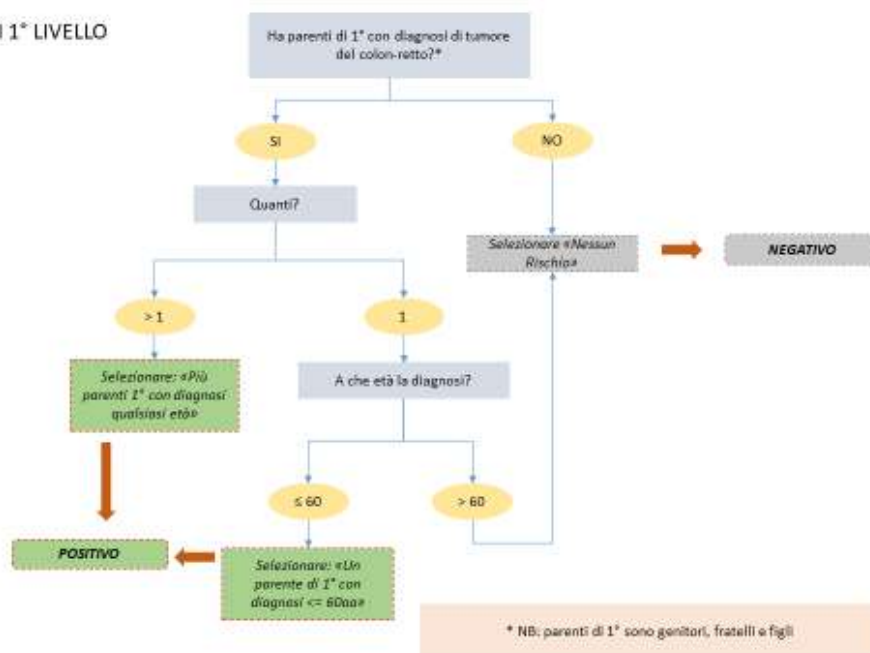 1° LIVELLO
Ha parenti di 1° con diagnosi di tumore
del colon-retto?*
SI
NO
Quanti?
Selezionare «Nessun
Rischio»
NEGATIVO
> 1
1
Selezionare: «Più
parenti 1° con diagnosi
qualsiasi età»
A che età la diagnosi?
≤ 60
> 60
POSITIVO
Selezionare: «Un
parente di 1° con
diagnosi <= 60aa»
* NB: parenti di 1° sono genitori, fratelli e figli